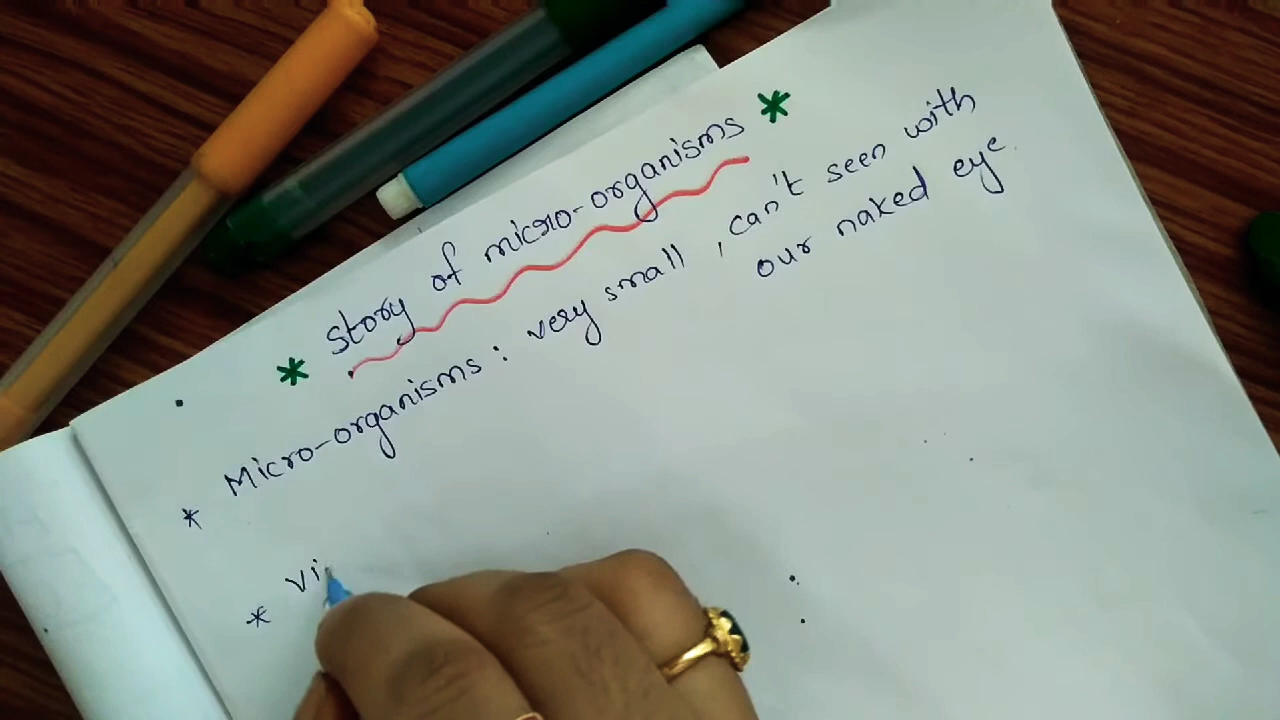 * Story of micro-organisms *
* Micro-organisms : very small , can't seen with
our naked eye.
* Vi